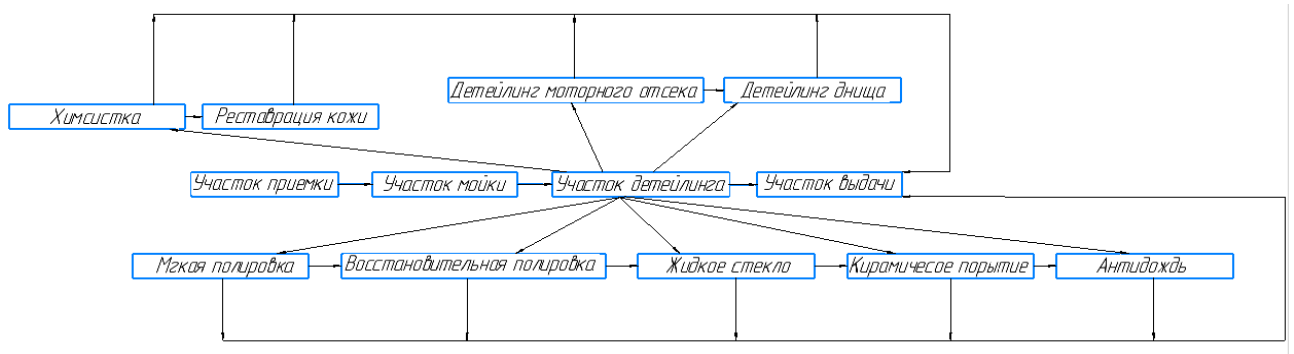 Детейлинг моторного отсека
Детейлинг днища
Химсистка
Реставрация кожи
Участок приемки
Участок мойки
Участок детейлинга
Участок выдачи
Мгкая полировка
Восстановительная полировка
Жидкое стекло
Кирамичесое порытие
Антидождь